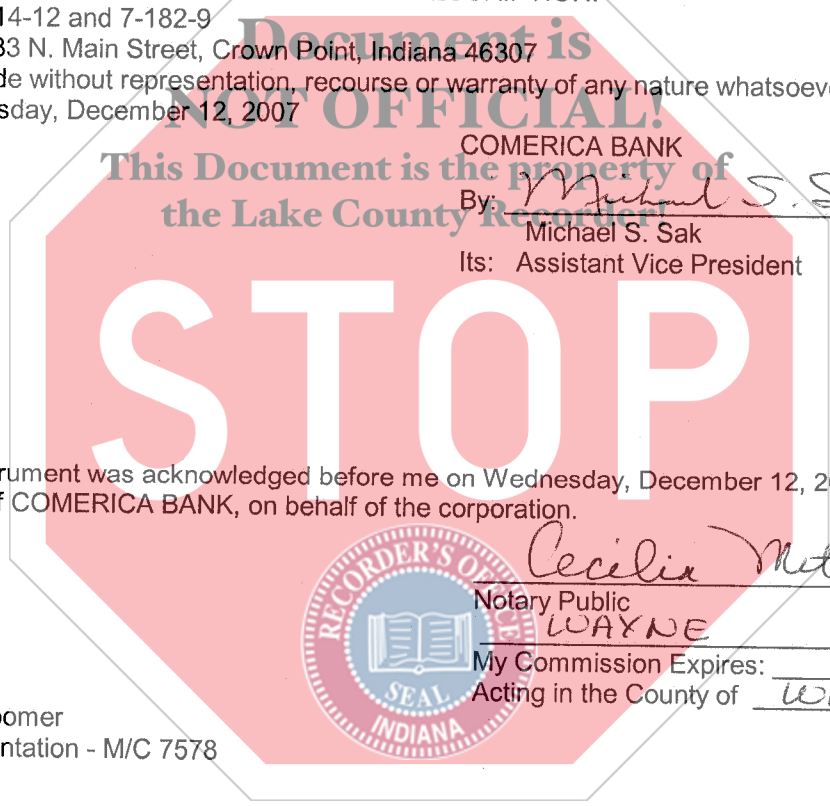 14-12 and 7-182-9
33 N. Main Street, Crown Point, Indiana 46307
de without representation, recourse or warranty of any nature whatsoev
sday, December 12, 2007
Document is
NOT OFFICIAL!
This Document is the property of
the Lake County Recorder!
COMERICA BANK
By: Michael S. S
Michael S. Sak
Its: Assistant Vice President
STOP
rument was acknowledged before me on Wednesday, December 12, 2
f COMERICA BANK, on behalf of the corporation.
Cecilia
Notary Public
WAYNE
My Commission Expires:
Acting in the County of
RECORDER'S OFFICE
SEAL
INDIANA
oomer
ntation - M/C 7578